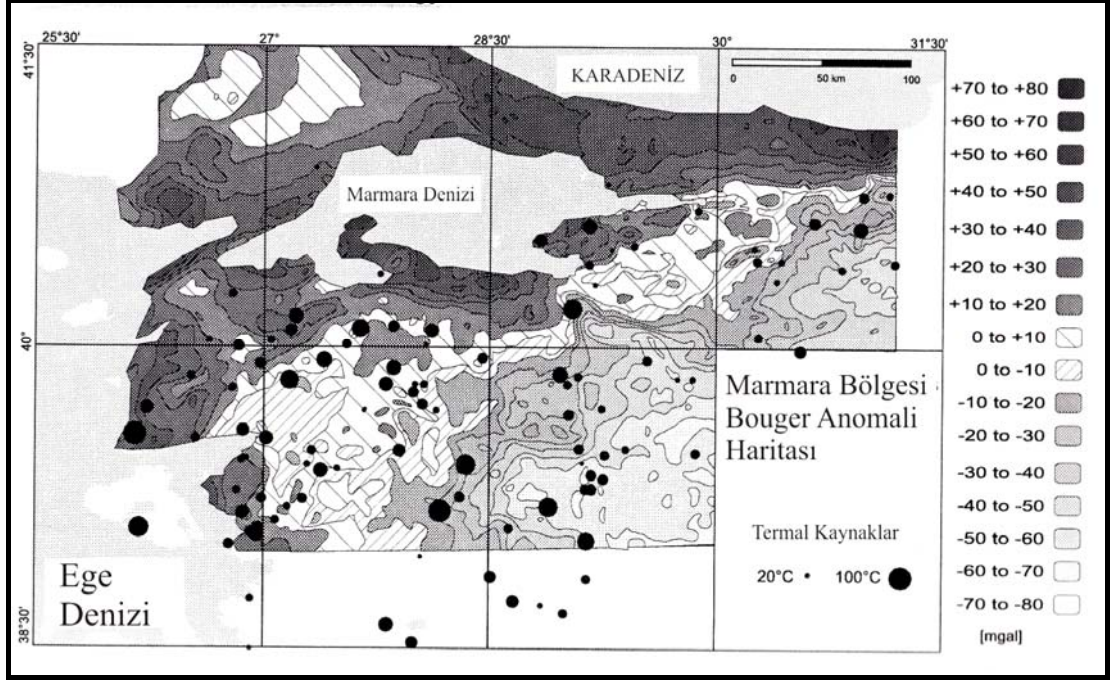 25°30'
27°
28°30'
30°
31°30'
41°30'
40°
38°30'
KARADENİZ
0
50 km
100
Marmara Denizi
Marmara Bölgesi
Bouger Anomali
Haritası
Termal Kaynaklar
20°C
100°C
Ege
Denizi
+70 to +80
+60 to +70
+50 to +60
+40 to +50
+30 to +40
+20 to +30
+10 to +20
0 to +10
0 to -10
-10 to -20
-20 to -30
-30 to -40
-40 to -50
-50 to -60
-60 to -70
-70 to -80
[mgal]